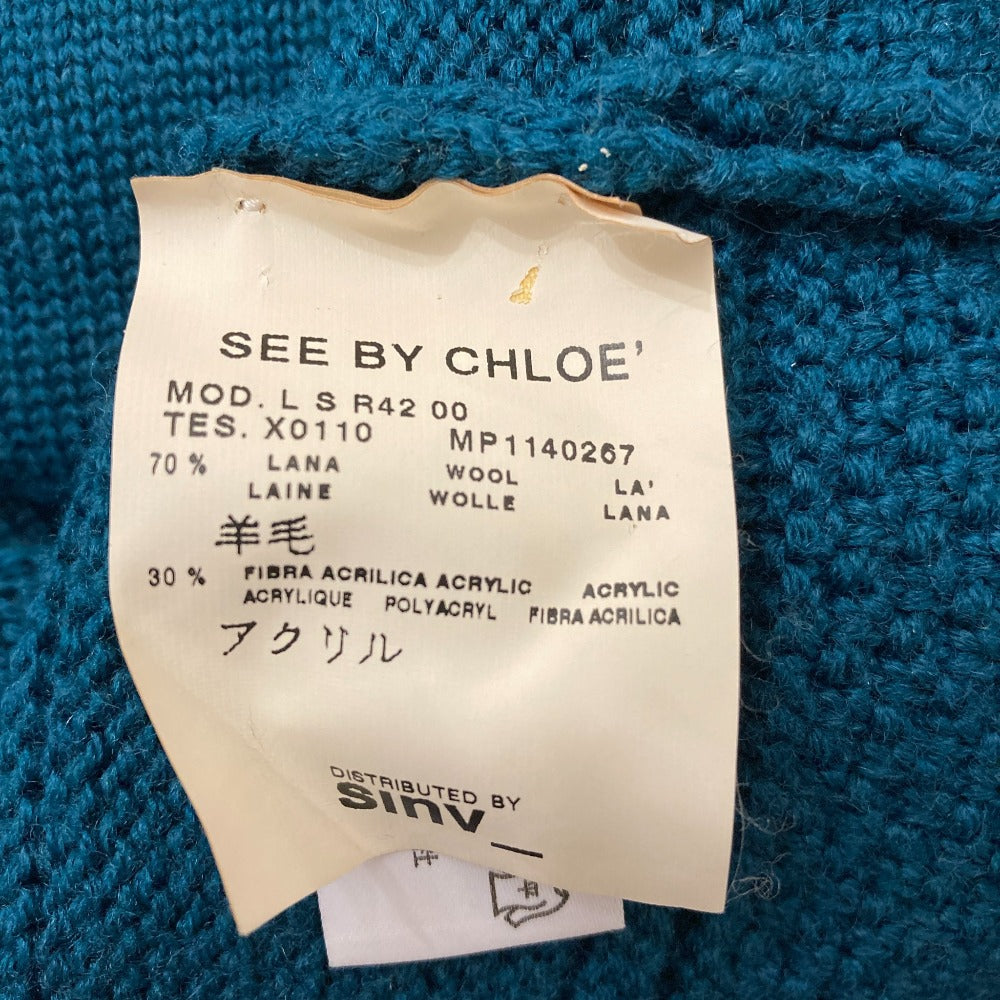 SEE BY CHLOE'
MOD. L S R42 00
TES. X0110 MP1140267
70 % LANA WOOL LA'
LAINE WOLLE LANA
羊毛
30 % FIBRA ACRILICA ACRYLIC ACRYLIC
ACRYLIQUE POLYACRYL FIBRA ACRILICA
アクリル
DISTRIBUTED BY
sinv